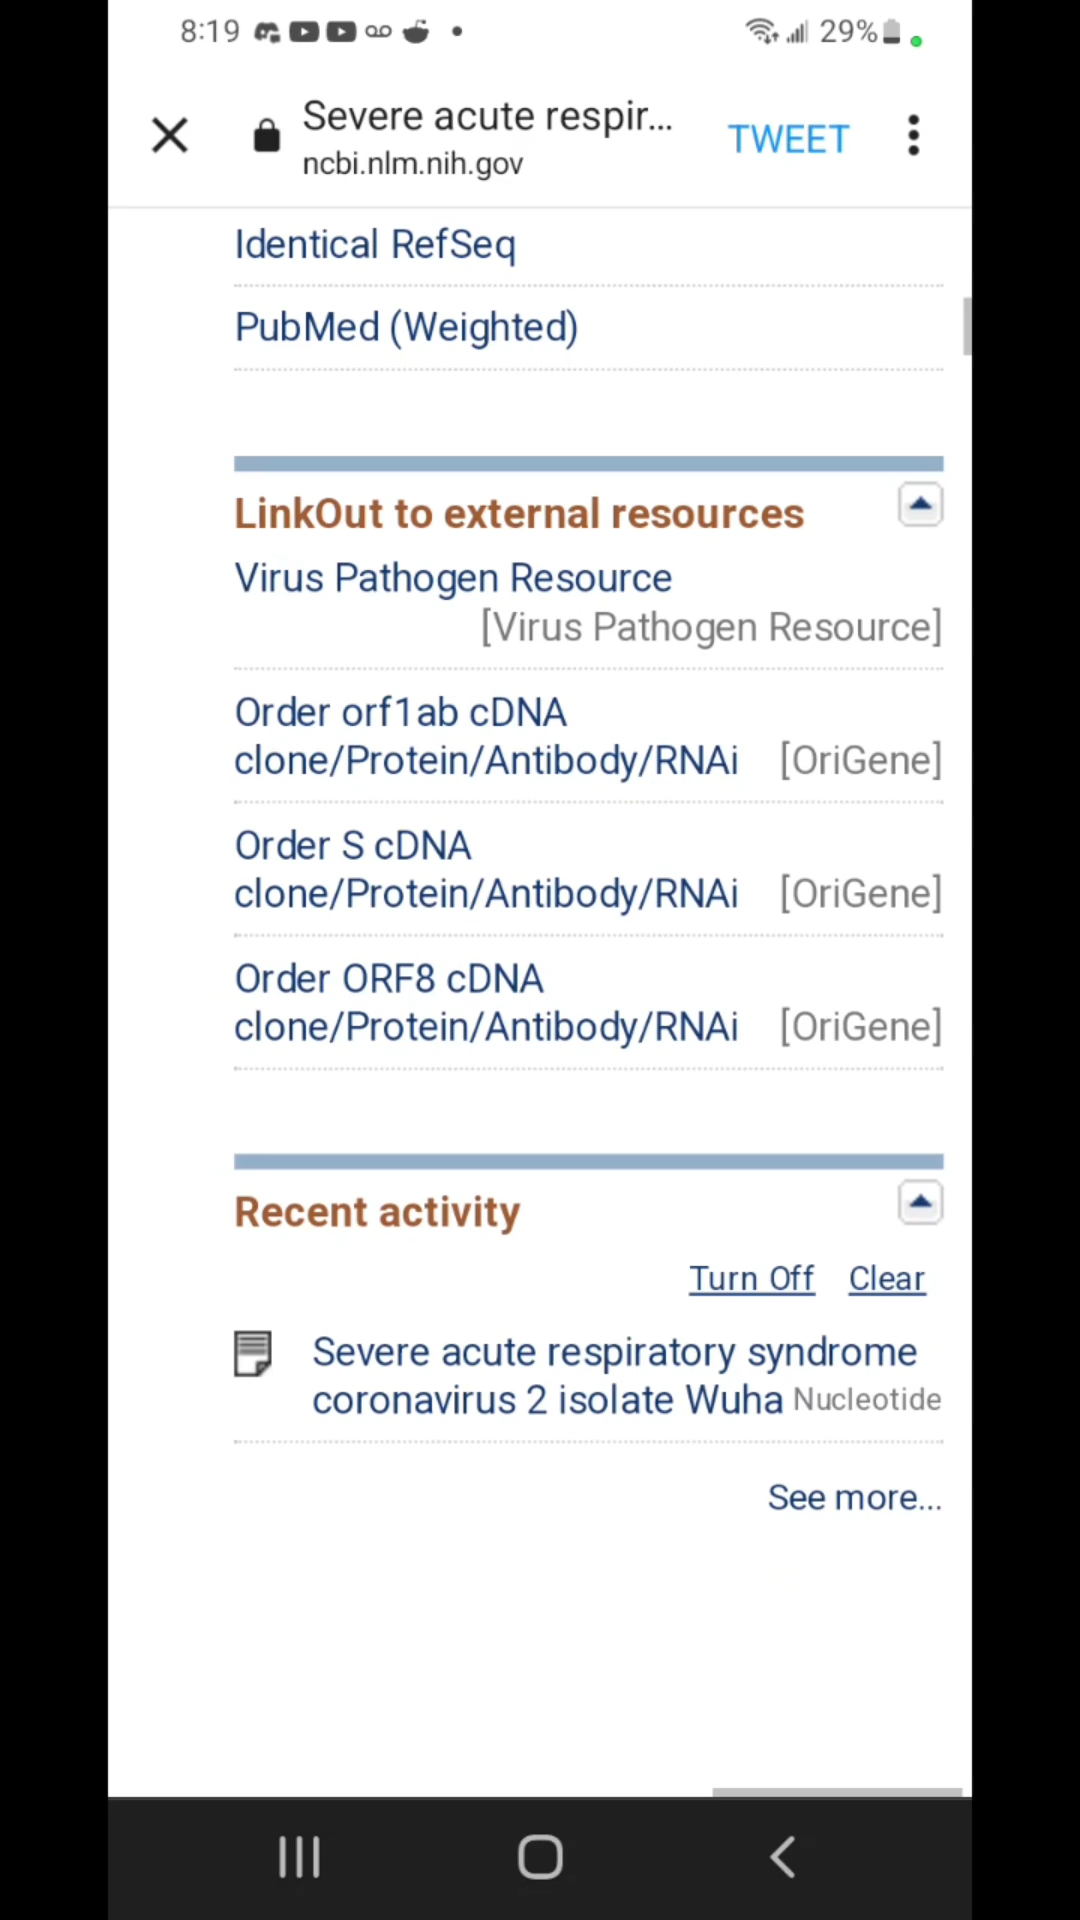 8:19
29%
Severe acute respir...
ncbi.nlm.nih.gov
TWEET
Identical RefSeq
PubMed (Weighted)
LinkOut to external resources
Virus Pathogen Resource
[Virus Pathogen Resource]
Order orf1ab cDNA
clone/Protein/Antibody/RNAi [OriGene]
Order S cDNA
clone/Protein/Antibody/RNAi [OriGene]
Order ORF8 cDNA
clone/Protein/Antibody/RNAi [OriGene]
Recent activity
Turn Off Clear
Severe acute respiratory syndrome
coronavirus 2 isolate Wuha Nucleotide
See more...